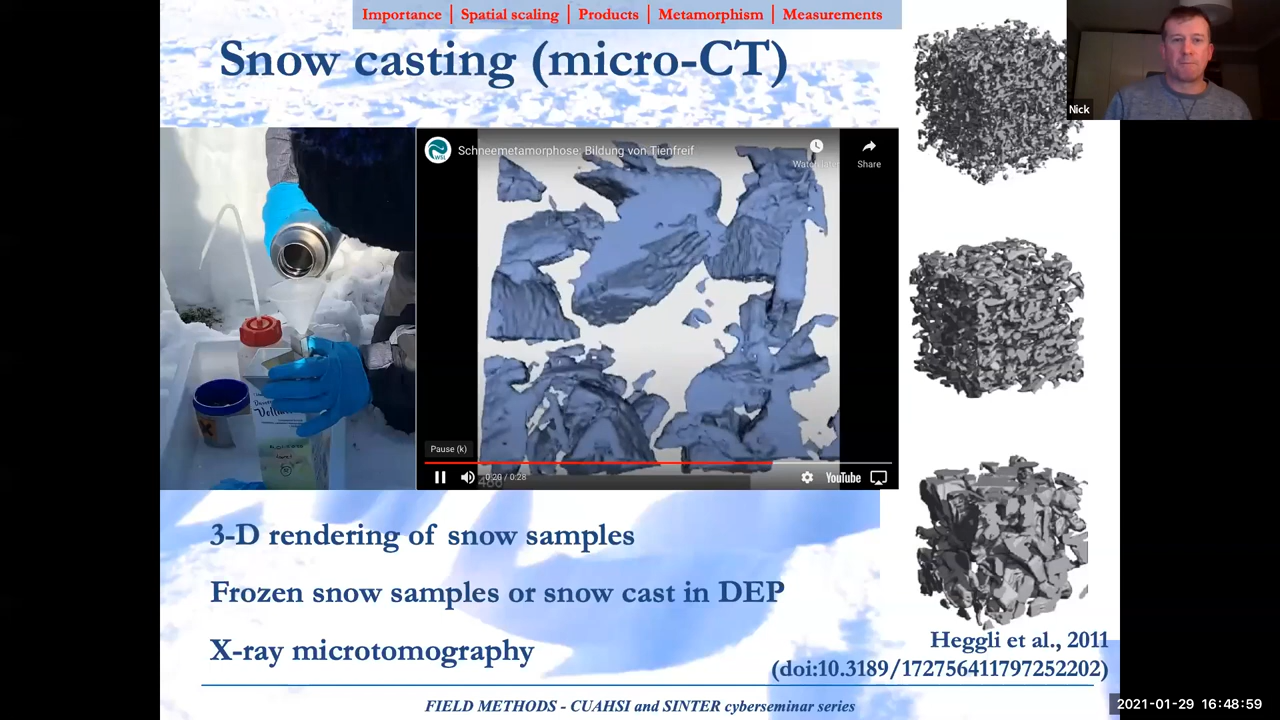 Importance | Spatial scaling | Products | Metamorphism | Measurements
Snow casting (micro-CT)
Nick
WSL
Schneemetamorphose: Bildung von Tienfreif
Watch later
Share
Pause (k)
0:20 / 0:28
YouTube
3-D rendering of snow samples
Frozen snow samples or snow cast in DEP
X-ray microtomography
Heggli et al., 2011
(doi:10.3189/172756411797252202)
FIELD METHODS - CUAHSI and SINTER cyberseminar series
2021-01-29 16:48:59